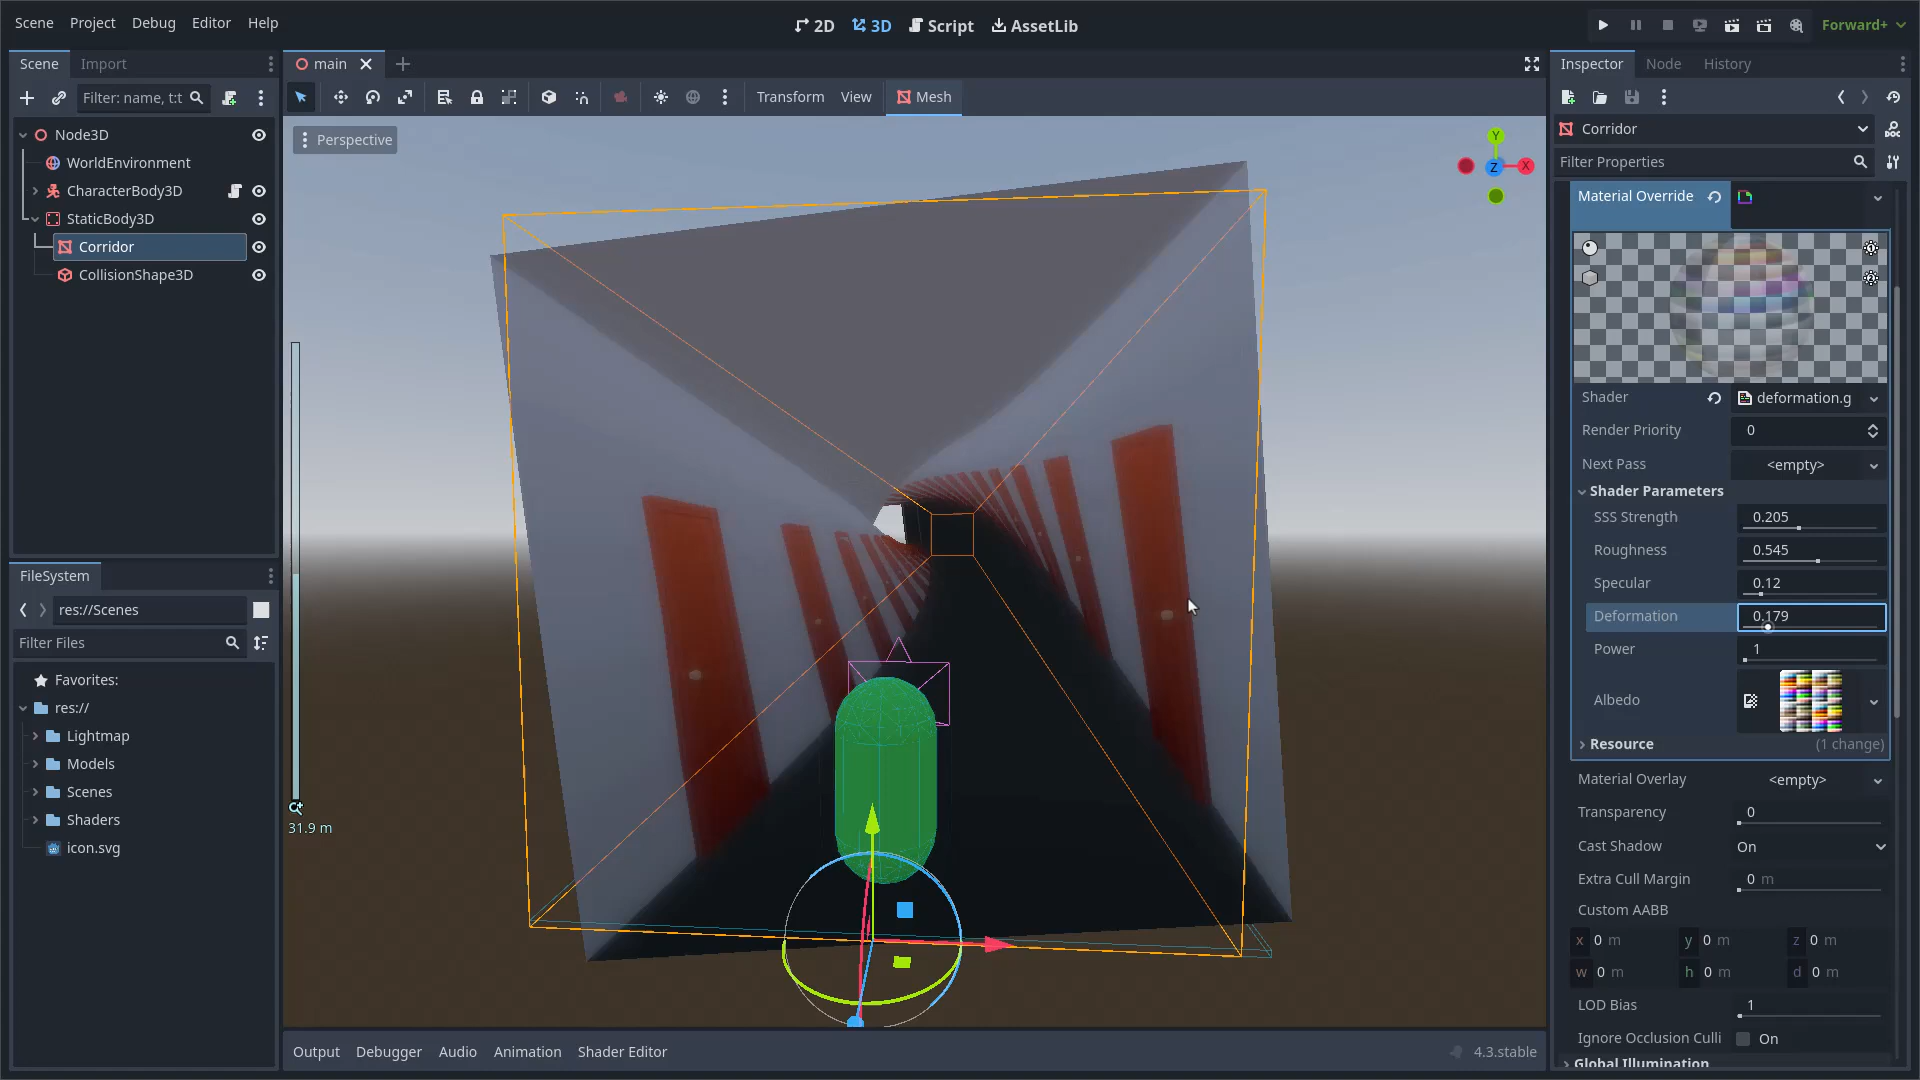 Scene Project Debug Editor Help
2D 3D Script AssetLib
Forward+
Scene Import
main
Inspector Node History
Filter: name, t:t
Transform View Mesh
Node3D
WorldEnvironment
CharacterBody3D
StaticBody3D
Corridor
CollisionShape3D
Perspective
Y
Z X
31.9 m
FileSystem
res://Scenes
Filter Files
Favorites:
res://
Lightmap
Models
Scenes
Shaders
icon.svg
Output Debugger Audio Animation Shader Editor
4.3.stable
Corridor
Filter Properties
Material Override
Shader deformation.g
Render Priority 0
Next Pass <empty>
Shader Parameters
SSS Strength 0.205
Roughness 0.545
Specular 0.12
Deformation 0.179
Power 1
Albedo
Resource (1 change)
Material Overlay <empty>
Transparency 0
Cast Shadow On
Extra Cull Margin 0 m
Custom AABB
x 0 m y 0 m z 0 m
w 0 m h 0 m d 0 m
LOD Bias 1
Ignore Occlusion Culli On
Global Illumination